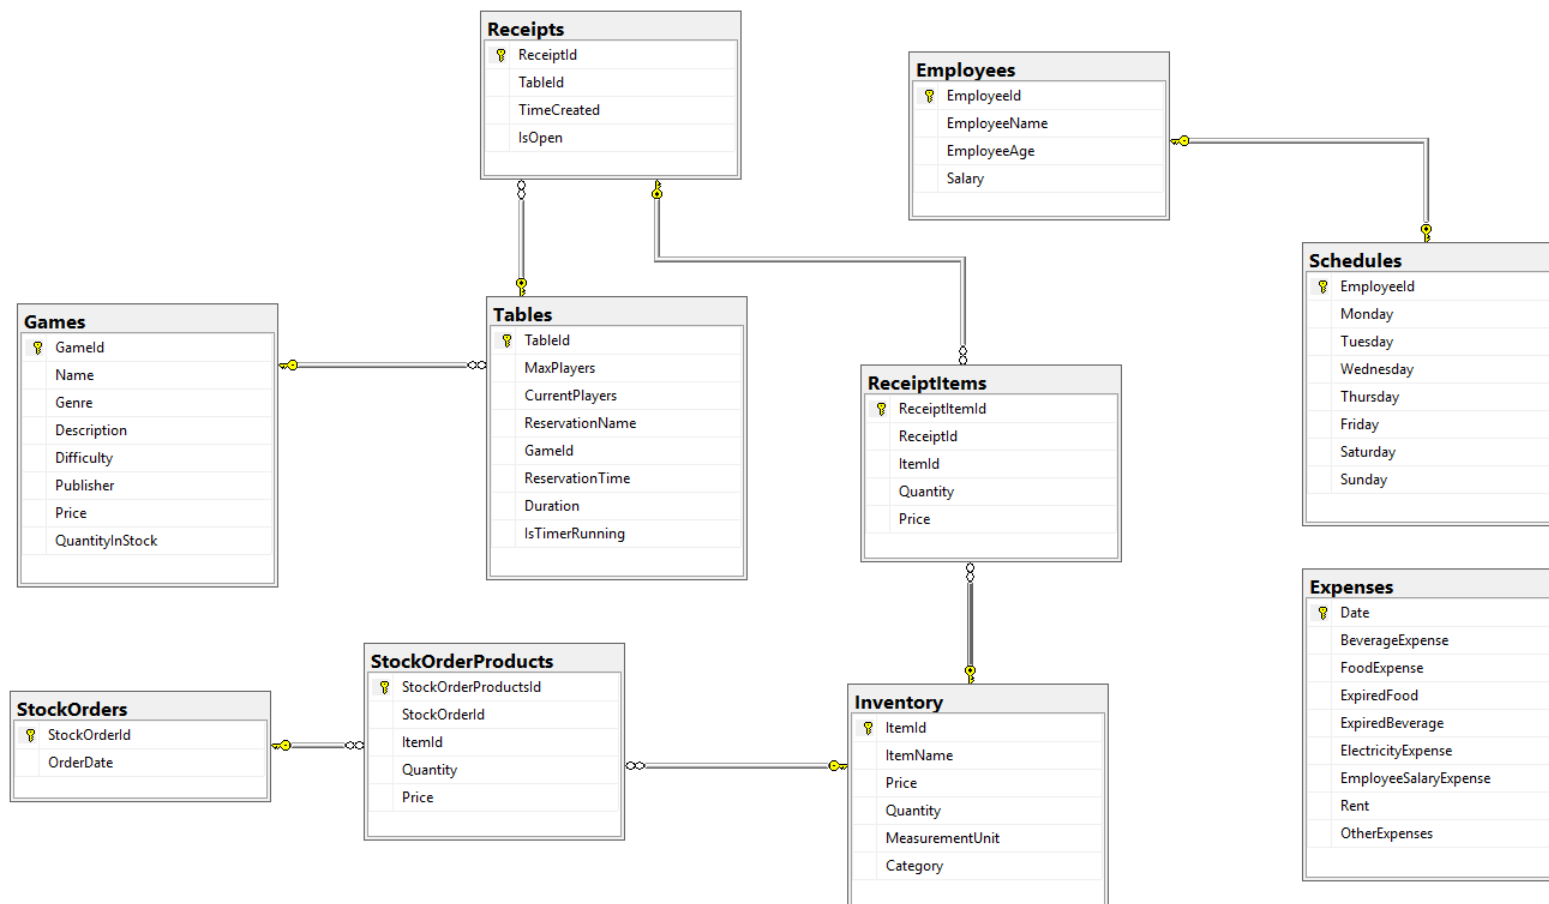 Receipts
ReceiptId
TableId
TimeCreated
IsOpen
Employees
EmployeeId
EmployeeName
EmployeeAge
Salary
Schedules
EmployeeId
Monday
Tuesday
Wednesday
Thursday
Friday
Saturday
Sunday
Games
GameId
Name
Genre
Description
Difficulty
Publisher
Price
QuantityInStock
Tables
TableId
MaxPlayers
CurrentPlayers
ReservationName
GameId
ReservationTime
Duration
IsTimerRunning
ReceiptItems
ReceiptItemId
ReceiptId
ItemId
Quantity
Price
Expenses
Date
BeverageExpense
FoodExpense
ExpiredFood
ExpiredBeverage
ElectricityExpense
EmployeeSalaryExpense
Rent
OtherExpenses
StockOrders
StockOrderId
OrderDate
StockOrderProducts
StockOrderProductsId
StockOrderId
ItemId
Quantity
Price
Inventory
ItemId
ItemName
Price
Quantity
MeasurementUnit
Category